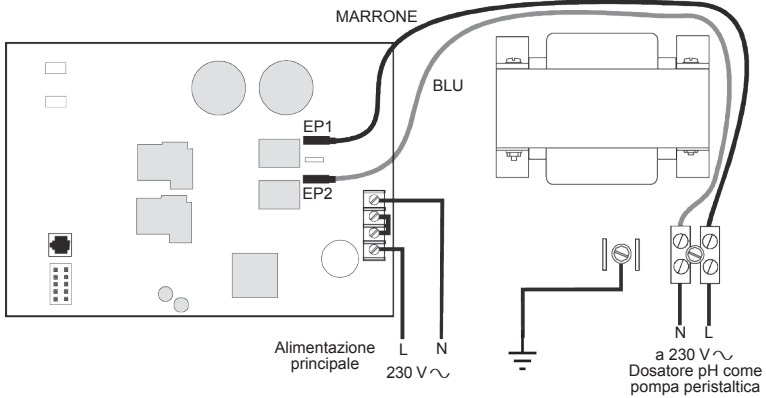 MARRONE
BLU
EP1
EP2
Alimentazione
principale
L
N
230 V
N
L
a 230 V
Dosatore pH come
pompa peristaltica